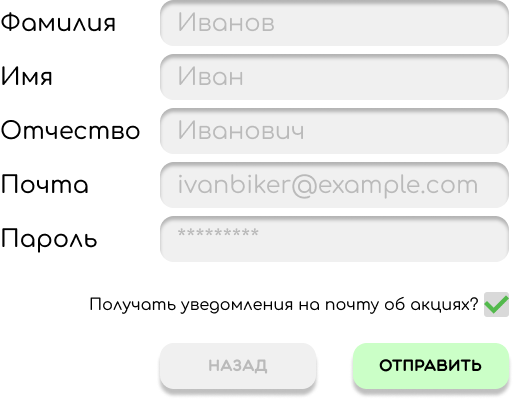 Фамилия Иванов
Имя Иван
Отчество Иванович
Почта ivanbiker@example.com
Пароль *********
Получать уведомления на почту об акциях?
НАЗАД ОТПРАВИТЬ